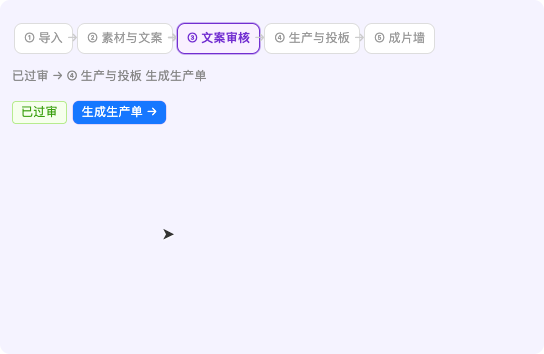 ① 导入 → ② 素材与文案 → ③ 文案审核 → ④ 生产与投板 → ⑤ 成片墙
已过审 → ④ 生产与投板 生成生产单
已过审 生成生产单 →